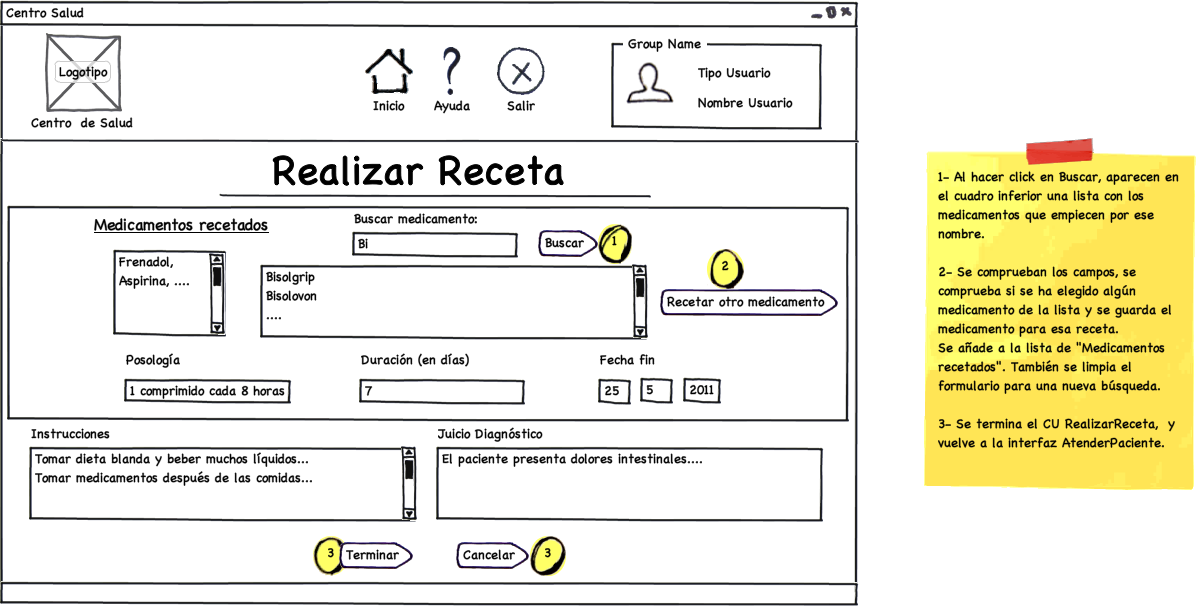 Centro Salud
Logotipo
Centro de Salud
Inicio
Ayuda
Salir
Group Name
Tipo Usuario
Nombre Usuario
Realizar Receta
Medicamentos recetados
Frenadol,
Aspirina, ....
Buscar medicamento:
Bi
Buscar
1
Bisolgrip
Bisolovon
....
2
Recetar otro medicamento
Posología
1 comprimido cada 8 horas
Duración (en días)
7
Fecha fin
25
5
2011
Instrucciones
Tomar dieta blanda y beber muchos líquidos...
Tomar medicamentos después de las comidas...
Juicio Diagnóstico
El paciente presenta dolores intestinales....
3
Terminar
Cancelar
3
1- Al hacer click en Buscar, aparecen en
el cuadro inferior una lista con los
medicamentos que empiecen por ese
nombre.
2- Se comprueban los campos, se
comprueba si se ha elegido algún
medicamento de la lista y se guarda el
medicamento para esa receta.
Se añade a la lista de "Medicamentos
recetados". También se limpia el
formulario para una nueva búsqueda.
3- Se termina el CU RealizarReceta, y
vuelve a la interfaz AtenderPaciente.